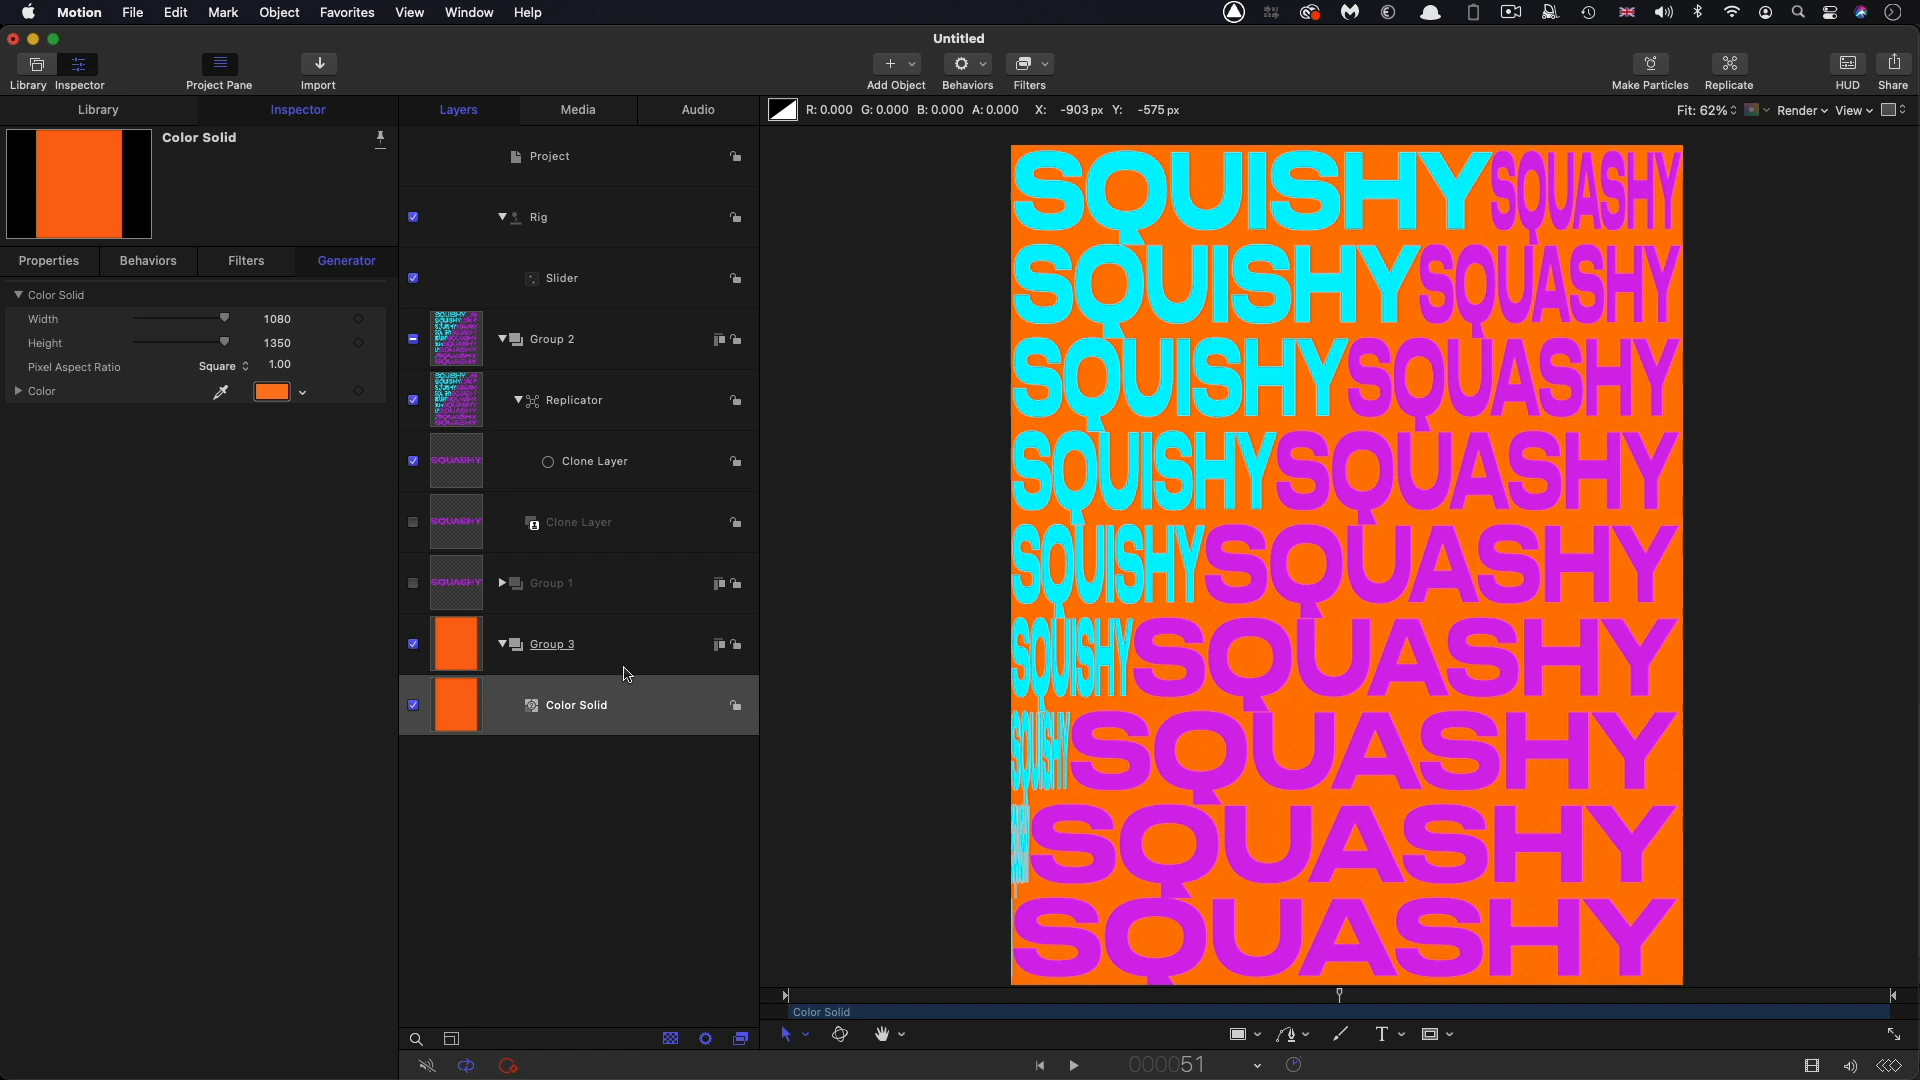 Motion File Edit Mark Object Favorites View Window Help
Untitled
Library Inspector Project Pane Import Add Object Behaviors Filters Make Particles Replicate HUD Share
Library Inspector Layers Media Audio R: 0.000 G: 0.000 B: 0.000 A: 0.000 X: -903 px Y: -575 px Fit: 62% Render View
Color Solid
Properties Behaviors Filters Generator
Color Solid
Width 1080
Height 1350
Pixel Aspect Ratio Square 1.00
Color
Project
Rig
Slider
Group 2
Replicator
Clone Layer
Clone Layer
Group 1
Group 3
Color Solid
SQUISHY SQUASHY
SQUISHY SQUASHY
SQUISHY SQUASHY
SQUISHY SQUASHY
SQUISHY SQUASHY
SQUISHY SQUASHY
SQUISHY SQUASHY
SQUASHY
SQUASHY
Color Solid
T
000051